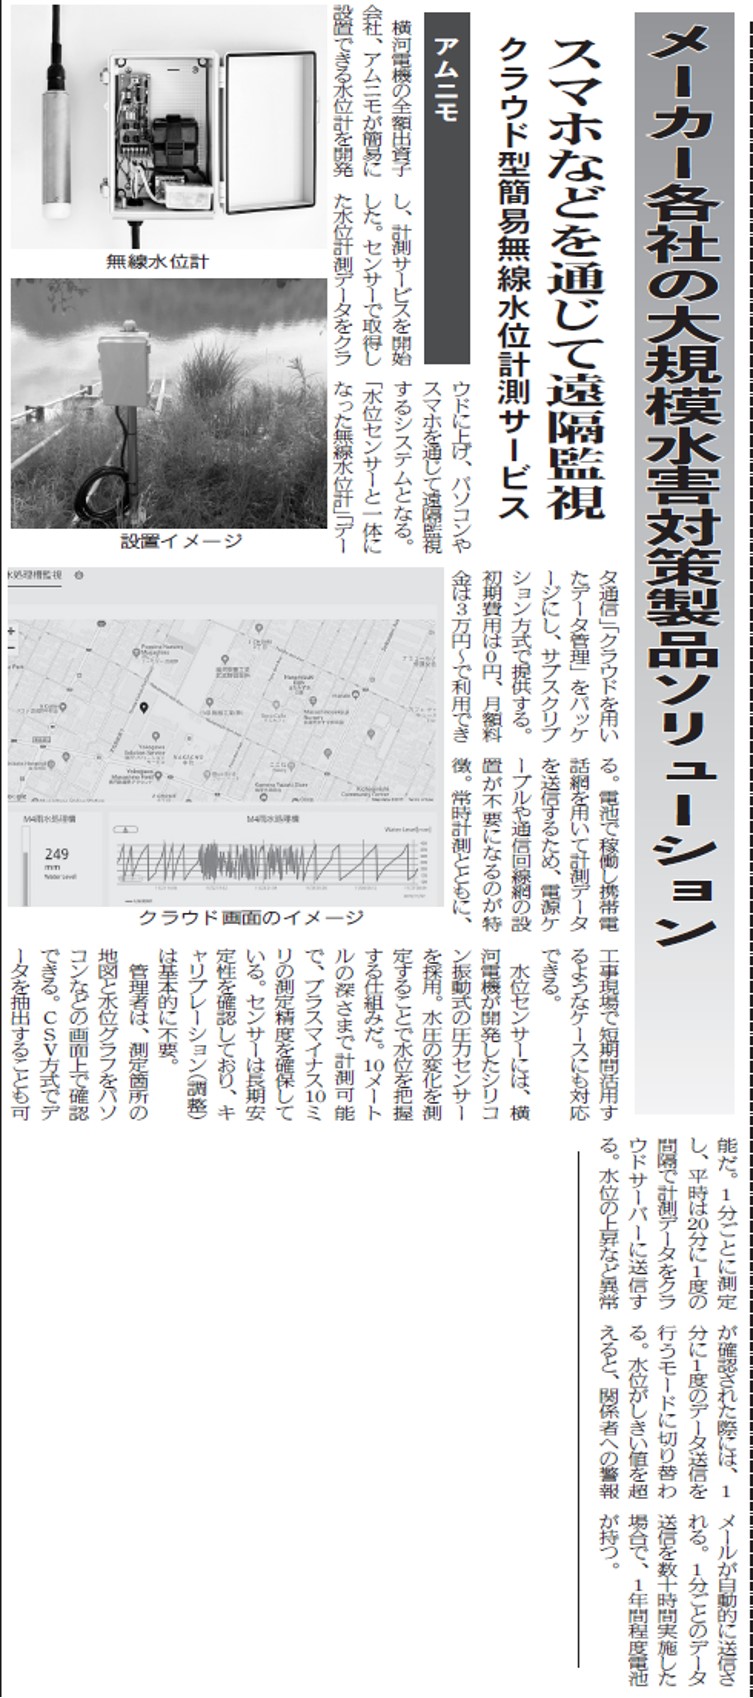 メーカー各社の大規模水害対策製品ソリューション
スマホなどを通じて遠隔監視
クラウド型簡易無線水位計測サービス
アムニモ
横河電機の全額出資子
会社、アムニモが簡易に
設置できる水位計を開発
し、計測サービスを開始
した。センサーで取得し
た水位計測データをクラ
ウドに上げ、パソコンや
スマホを通じて遠隔監視
するシステムとなる。
「水位センサーと一体に
なった無線水位計」「デー
タ通信」「クラウドを用い
たデータ管理」をパッケ
ージにし、サブスクリプ
ション方式で提供する。
初期費用は0円、月額料
金は3万円〜で利用でき
る。電池で稼働し携帯電
話網を用いて計測データ
を送信するため、電源ケ
ーブルや通信回線網の設
置が不要になるのが特
徴。常時計測とともに、
工事現場で短期間活用す
るようなケースにも対応
できる。
水位センサーには、横
河電機が開発したシリコ
ン振動式の圧力センサー
を採用。水圧の変化を測
定することで水位を把握
する仕組みだ。10メート
ルの深さまで計測可能
で、プラスマイナス10ミ
リの測定精度を確保して
いる。センサーは長期安
定性を確認しており、キ
ャリブレーション(調整)
は基本的に不要。
管理者は、測定箇所の
地図と水位グラフをパソ
コンなどの画面上で確認
できる。CSV方式でデ
ータを抽出することも可
能だ。1分ごとに測定
し、平時は20分に1度の
間隔で計測データをクラ
ウドサーバーに送信す
る。水位の上昇など異常
が確認された際には、1
分に1度のデータ送信を
行うモードに切り替わ
る。水位がしきい値を超
えると、関係者への警報
メールが自動的に送信さ
れる。1分ごとのデータ
送信を数十時間実施した
場合で、1年間程度電池
が持つ。
無線水位計
設置イメージ
水処理槽監視
M4雨水処理槽
249
mm
Water Level
M4雨水処理槽
Water Level[mm]
クラウド画面のイメージ